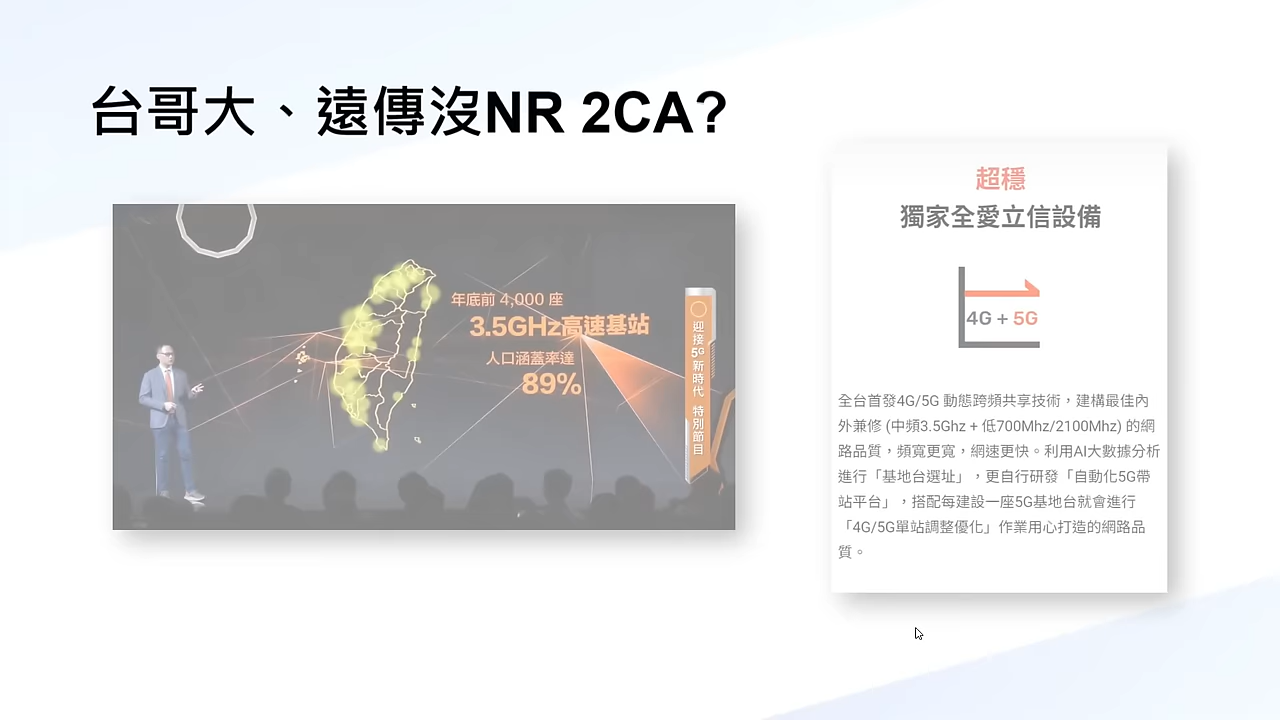 台哥大、遠傳沒NR 2CA?
年底前 4,000 座
3.5GHz高速基站
人口涵蓋率達
89%
迎接5G新時代 特別節目
超穩
獨家全愛立信設備
4G + 5G
全台首發4G/5G 動態跨頻共享技術，建構最佳內
外兼修 (中頻3.5Ghz + 低700Mhz/2100Mhz) 的網
路品質，頻寬更寬，網速更快。利用AI大數據分析
進行「基地台選址」，更自行研發「自動化5G帶
站平台」，搭配每建設一座5G基地台就會進行
「4G/5G單站調整優化」作業用心打造的網路品
質。